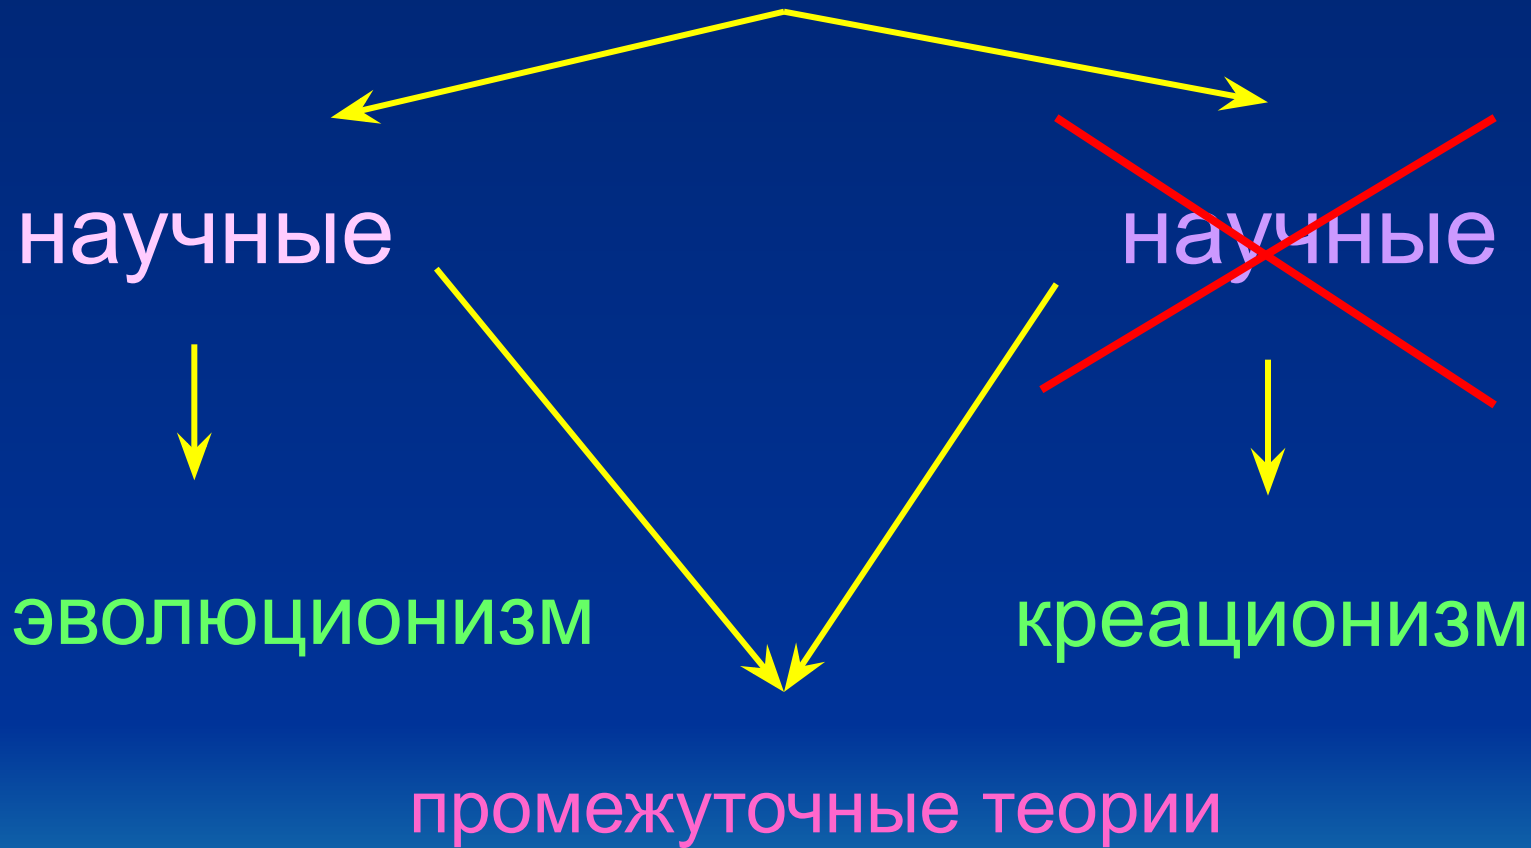 научные научные
эволюционизм креационизм
промежуточные теории